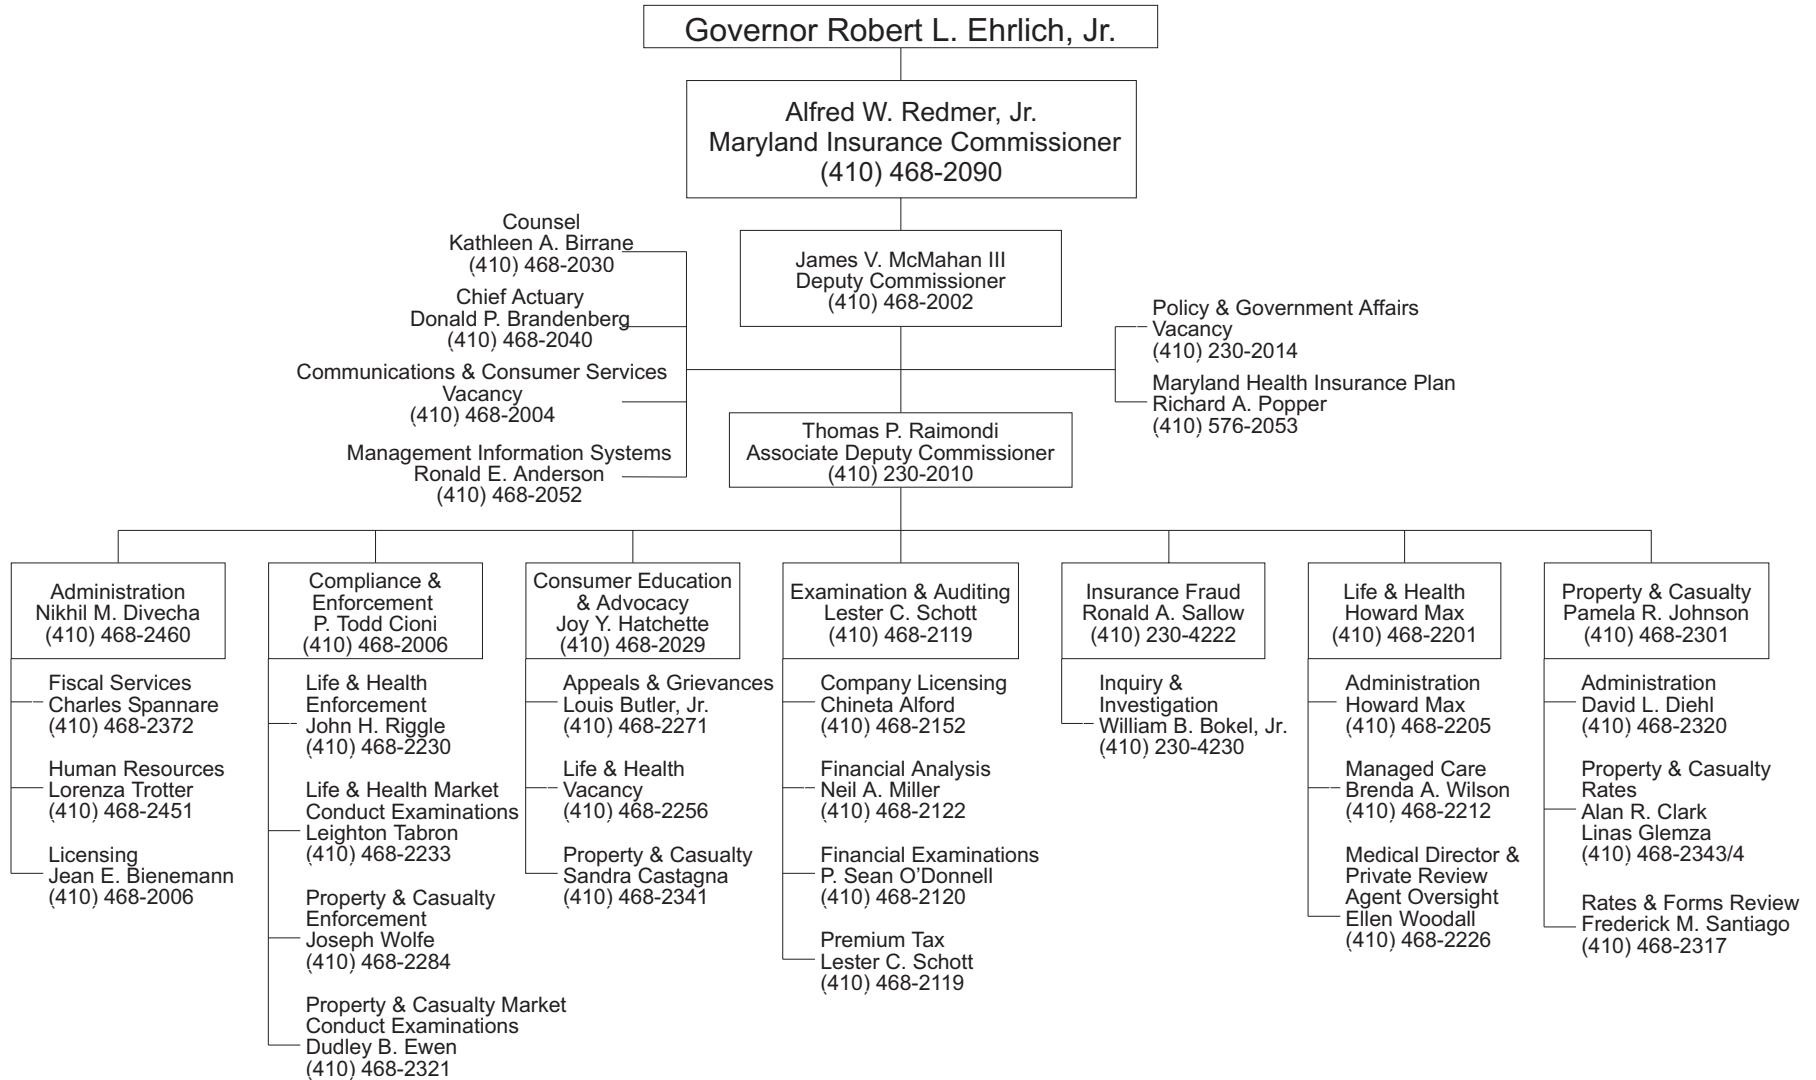 Governor Robert L. Ehrlich, Jr.
Alfred W. Redmer, Jr.
Maryland Insurance Commissioner
(410) 468-2090
Counsel
Kathleen A. Birrane
(410) 468-2030
Chief Actuary
Donald P. Brandenberg
(410) 468-2040
Communications & Consumer Services
Vacancy
(410) 468-2004
Management Information Systems
Ronald E. Anderson
(410) 468-2052
James V. McMahan III
Deputy Commissioner
(410) 468-2002
Policy & Government Affairs
Vacancy
(410) 230-2014
Maryland Health Insurance Plan
Richard A. Popper
(410) 576-2053
Thomas P. Raimondi
Associate Deputy Commissioner
(410) 230-2010
Administration
Nikhil M. Divecha
(410) 468-2460
Fiscal Services
Charles Spannare
(410) 468-2372
Human Resources
Lorenza Trotter
(410) 468-2451
Licensing
Jean E. Bienemann
(410) 468-2006
Compliance &
Enforcement
P. Todd Cioni
(410) 468-2006
Life & Health
Enforcement
John H. Riggle
(410) 468-2230
Life & Health Market
Conduct Examinations
Leighton Tabron
(410) 468-2233
Property & Casualty
Enforcement
Joseph Wolfe
(410) 468-2284
Property & Casualty Market
Conduct Examinations
Dudley B. Ewen
(410) 468-2321
Consumer Education
& Advocacy
Joy Y. Hatchette
(410) 468-2029
Appeals & Grievances
Louis Butler, Jr.
(410) 468-2271
Life & Health
Vacancy
(410) 468-2256
Property & Casualty
Sandra Castagna
(410) 468-2341
Examination & Auditing
Lester C. Schott
(410) 468-2119
Company Licensing
Chineta Alford
(410) 468-2152
Financial Analysis
Neil A. Miller
(410) 468-2122
Financial Examinations
P. Sean O’Donnell
(410) 468-2120
Premium Tax
Lester C. Schott
(410) 468-2119
Insurance Fraud
Ronald A. Sallow
(410) 230-4222
Inquiry &
Investigation
William B. Bokel, Jr.
(410) 230-4230
Life & Health
Howard Max
(410) 468-2201
Administration
Howard Max
(410) 468-2205
Managed Care
Brenda A. Wilson
(410) 468-2212
Medical Director &
Private Review
Agent Oversight
Ellen Woodall
(410) 468-2226
Property & Casualty
Pamela R. Johnson
(410) 468-2301
Administration
David L. Diehl
(410) 468-2320
Property & Casualty
Rates
Alan R. Clark
Linas Glemza
(410) 468-2343/4
Rates & Forms Review
Frederick M. Santiago
(410) 468-2317